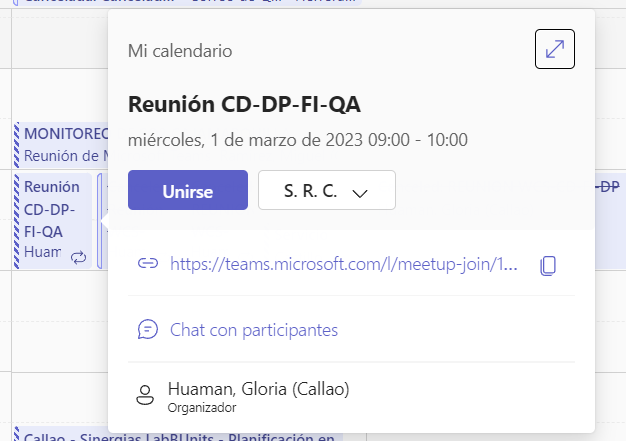 Mi calendario
Reunión CD-DP-FI-QA
miércoles, 1 de marzo de 2023 09:00 - 10:00
MONITOREO
Reunión de M
Unirse
S. R. C.
Reunión
CD-DP-
FI-QA
Huam
-DP
https://teams.microsoft.com/l/meetup-join/1...
Chat con participantes
Huaman, Gloria (Callao)
Organizador
Callao - Sinergias LabBUnits - Planificación en